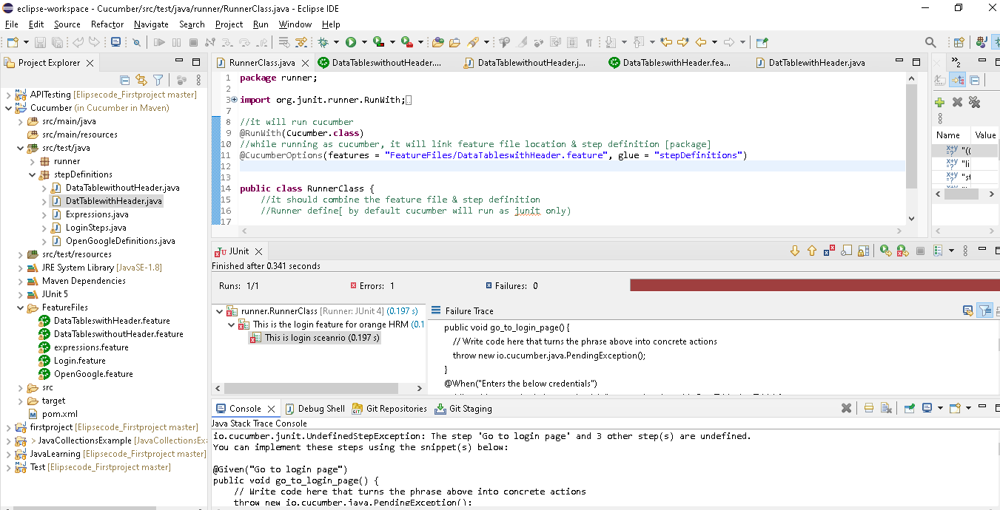 eclipse-workspace - Cucumber/src/test/java/runner/RunnerClass.java - Eclipse IDE
File Edit Source Refactor Navigate Search Project Run Window Help
Project Explorer
APITesting [Elipsecode_Firstproject master]
Cucumber (in Cucumber in Maven)
src/main/java
src/main/resources
src/test/java
runner
stepDefinitions
DataTablewithoutHeader.java
DatTablewithHeader.java
Expressions.java
LoginSteps.java
OpenGoogleDefinitions.java
src/test/resources
JRE System Library [JavaSE-1.8]
Maven Dependencies
JUnit 5
FeatureFiles
DataTableswithHeader.feature
DataTableswithoutHeader.feature
expressions.feature
Login.feature
OpenGoogle.feature
src
target
pom.xml
firstproject [Elipsecode_Firstproject master]
> JavaCollectionsExample [JavaCollectionsExa
JavaLearning [Elipsecode_Firstproject master]
Test [Elipsecode_Firstproject master]
RunnerClass.java DataTableswithoutHeader.... DataTablewithoutHeader.j... DataTableswithHeader.fea... DatTablewithHeader.java
1 package runner;
2
3 import org.junit.runner.RunWith;
7
8 //it will run cucumber
9 @RunWith(Cucumber.class)
10 //while running as cucumber, it will link feature file location & step definition [package]
11 @CucumberOptions(features = "FeatureFiles/DataTableswithHeader.feature", glue = "stepDefinitions")
12
13
14 public class RunnerClass {
15 //it should combine the feature file & step definition
16 //Runner define[ by default cucumber will run as junit only)
17
»2
Name Value
x+y =? "((
x+y =? "li
x+y =? "st
JUnit
Finished after 0.341 seconds
Runs: 1/1 Errors: 1 Failures: 0
runner.RunnerClass [Runner: JUnit 4] (0.197 s)
This is the login feature for orange HRM (0.1
This is login sceanrio (0.197 s)
Failure Trace
public void go_to_login_page() {
// Write code here that turns the phrase above into concrete actions
throw new io.cucumber.java.PendingException();
}
@When("Enters the below credentials")
Console Debug Shell Git Repositories Git Staging
Java Stack Trace Console
io.cucumber.junit.UndefinedStepException: The step 'Go to login page' and 3 other step(s) are undefined.
You can implement these steps using the snippet(s) below:
@Given("Go to login page")
public void go_to_login_page() {
// Write code here that turns the phrase above into concrete actions
throw new io.cucumber.java.PendingException();